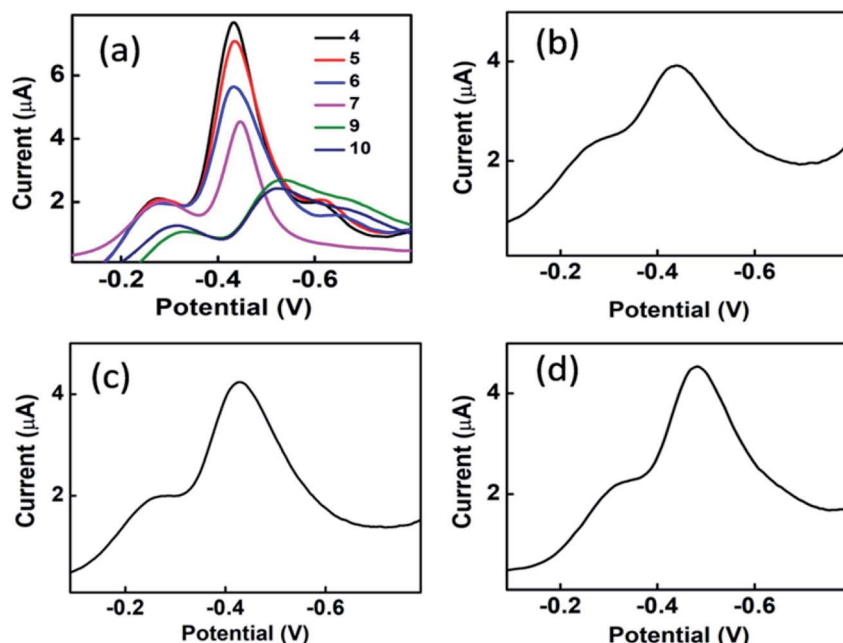 (a)
4
5
6
7
9
10
6
4
2
Current (μA)
-0.2 -0.4 -0.6
Potential (V)
(b)
4
2
Current (μA)
-0.2 -0.4 -0.6
Potential (V)
(c)
4
2
Current (μA)
-0.2 -0.4 -0.6
Potential (V)
(d)
4
2
Current (μA)
-0.2 -0.4 -0.6
Potential (V)